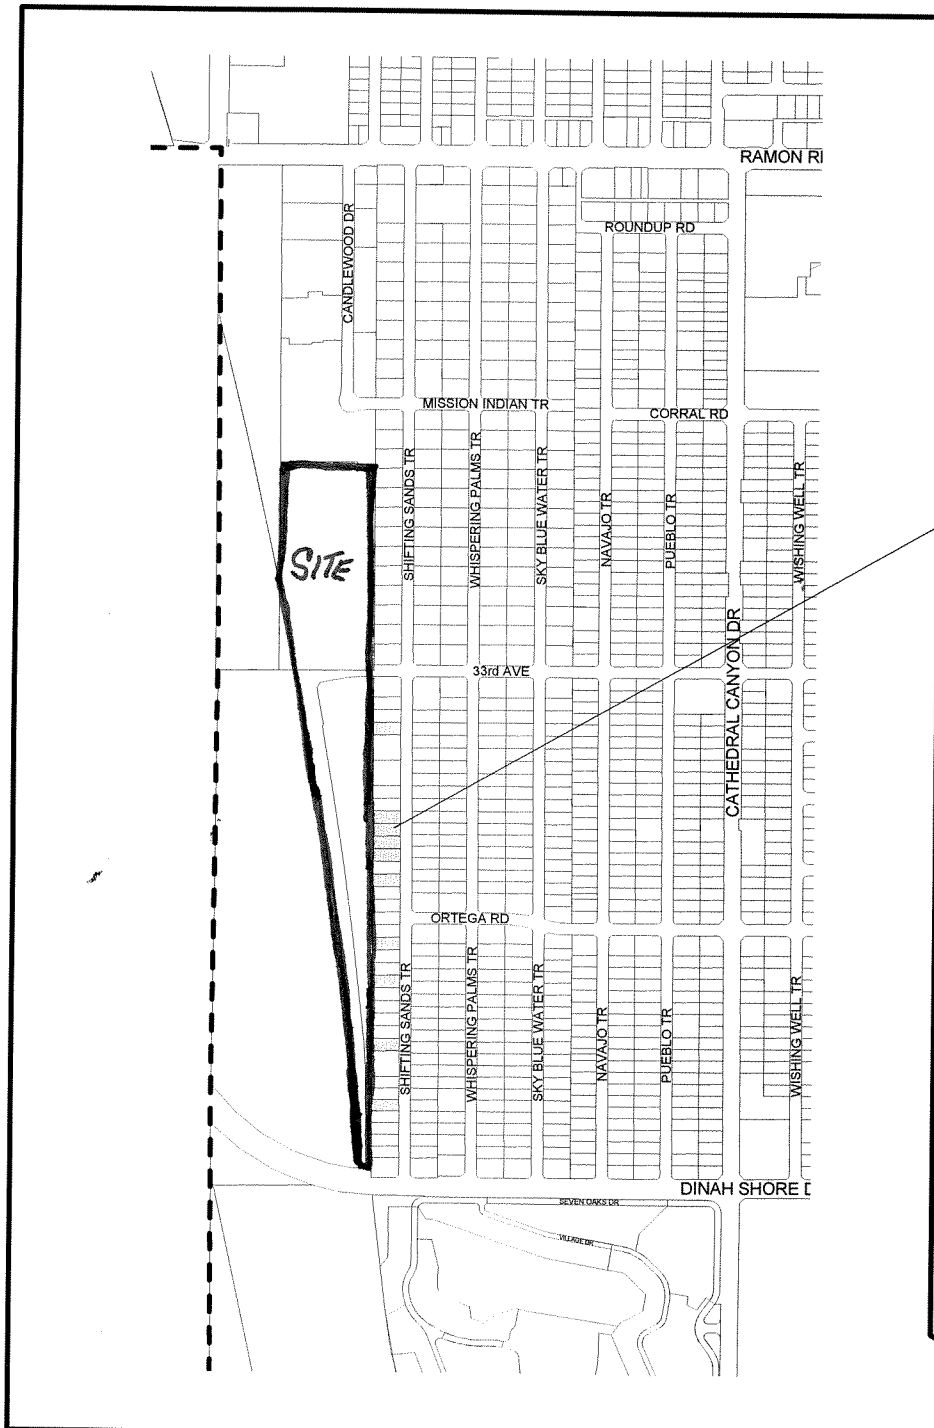 RAMON RI
ROUNDUP RD
CANDLEWOOD DR
MISSION INDIAN TR
CORRAL RD
SHIFTING SANDS TR
WHISPERING PALMS TR
SKY BLUE WATER TR
NAVAJO TR
PUEBLO TR
WISHING WELL TR
SITE
CATHEDRAL CANYON DR
33rd AVE
ORTEGA RD
SHIFTING SANDS TR
WHISPERING PALMS TR
SKY BLUE WATER TR
NAVAJO TR
PUEBLO TR
WISHING WELL TR
DINAH SHORE D
SEVEN OAKS DR
VILLAGE DR